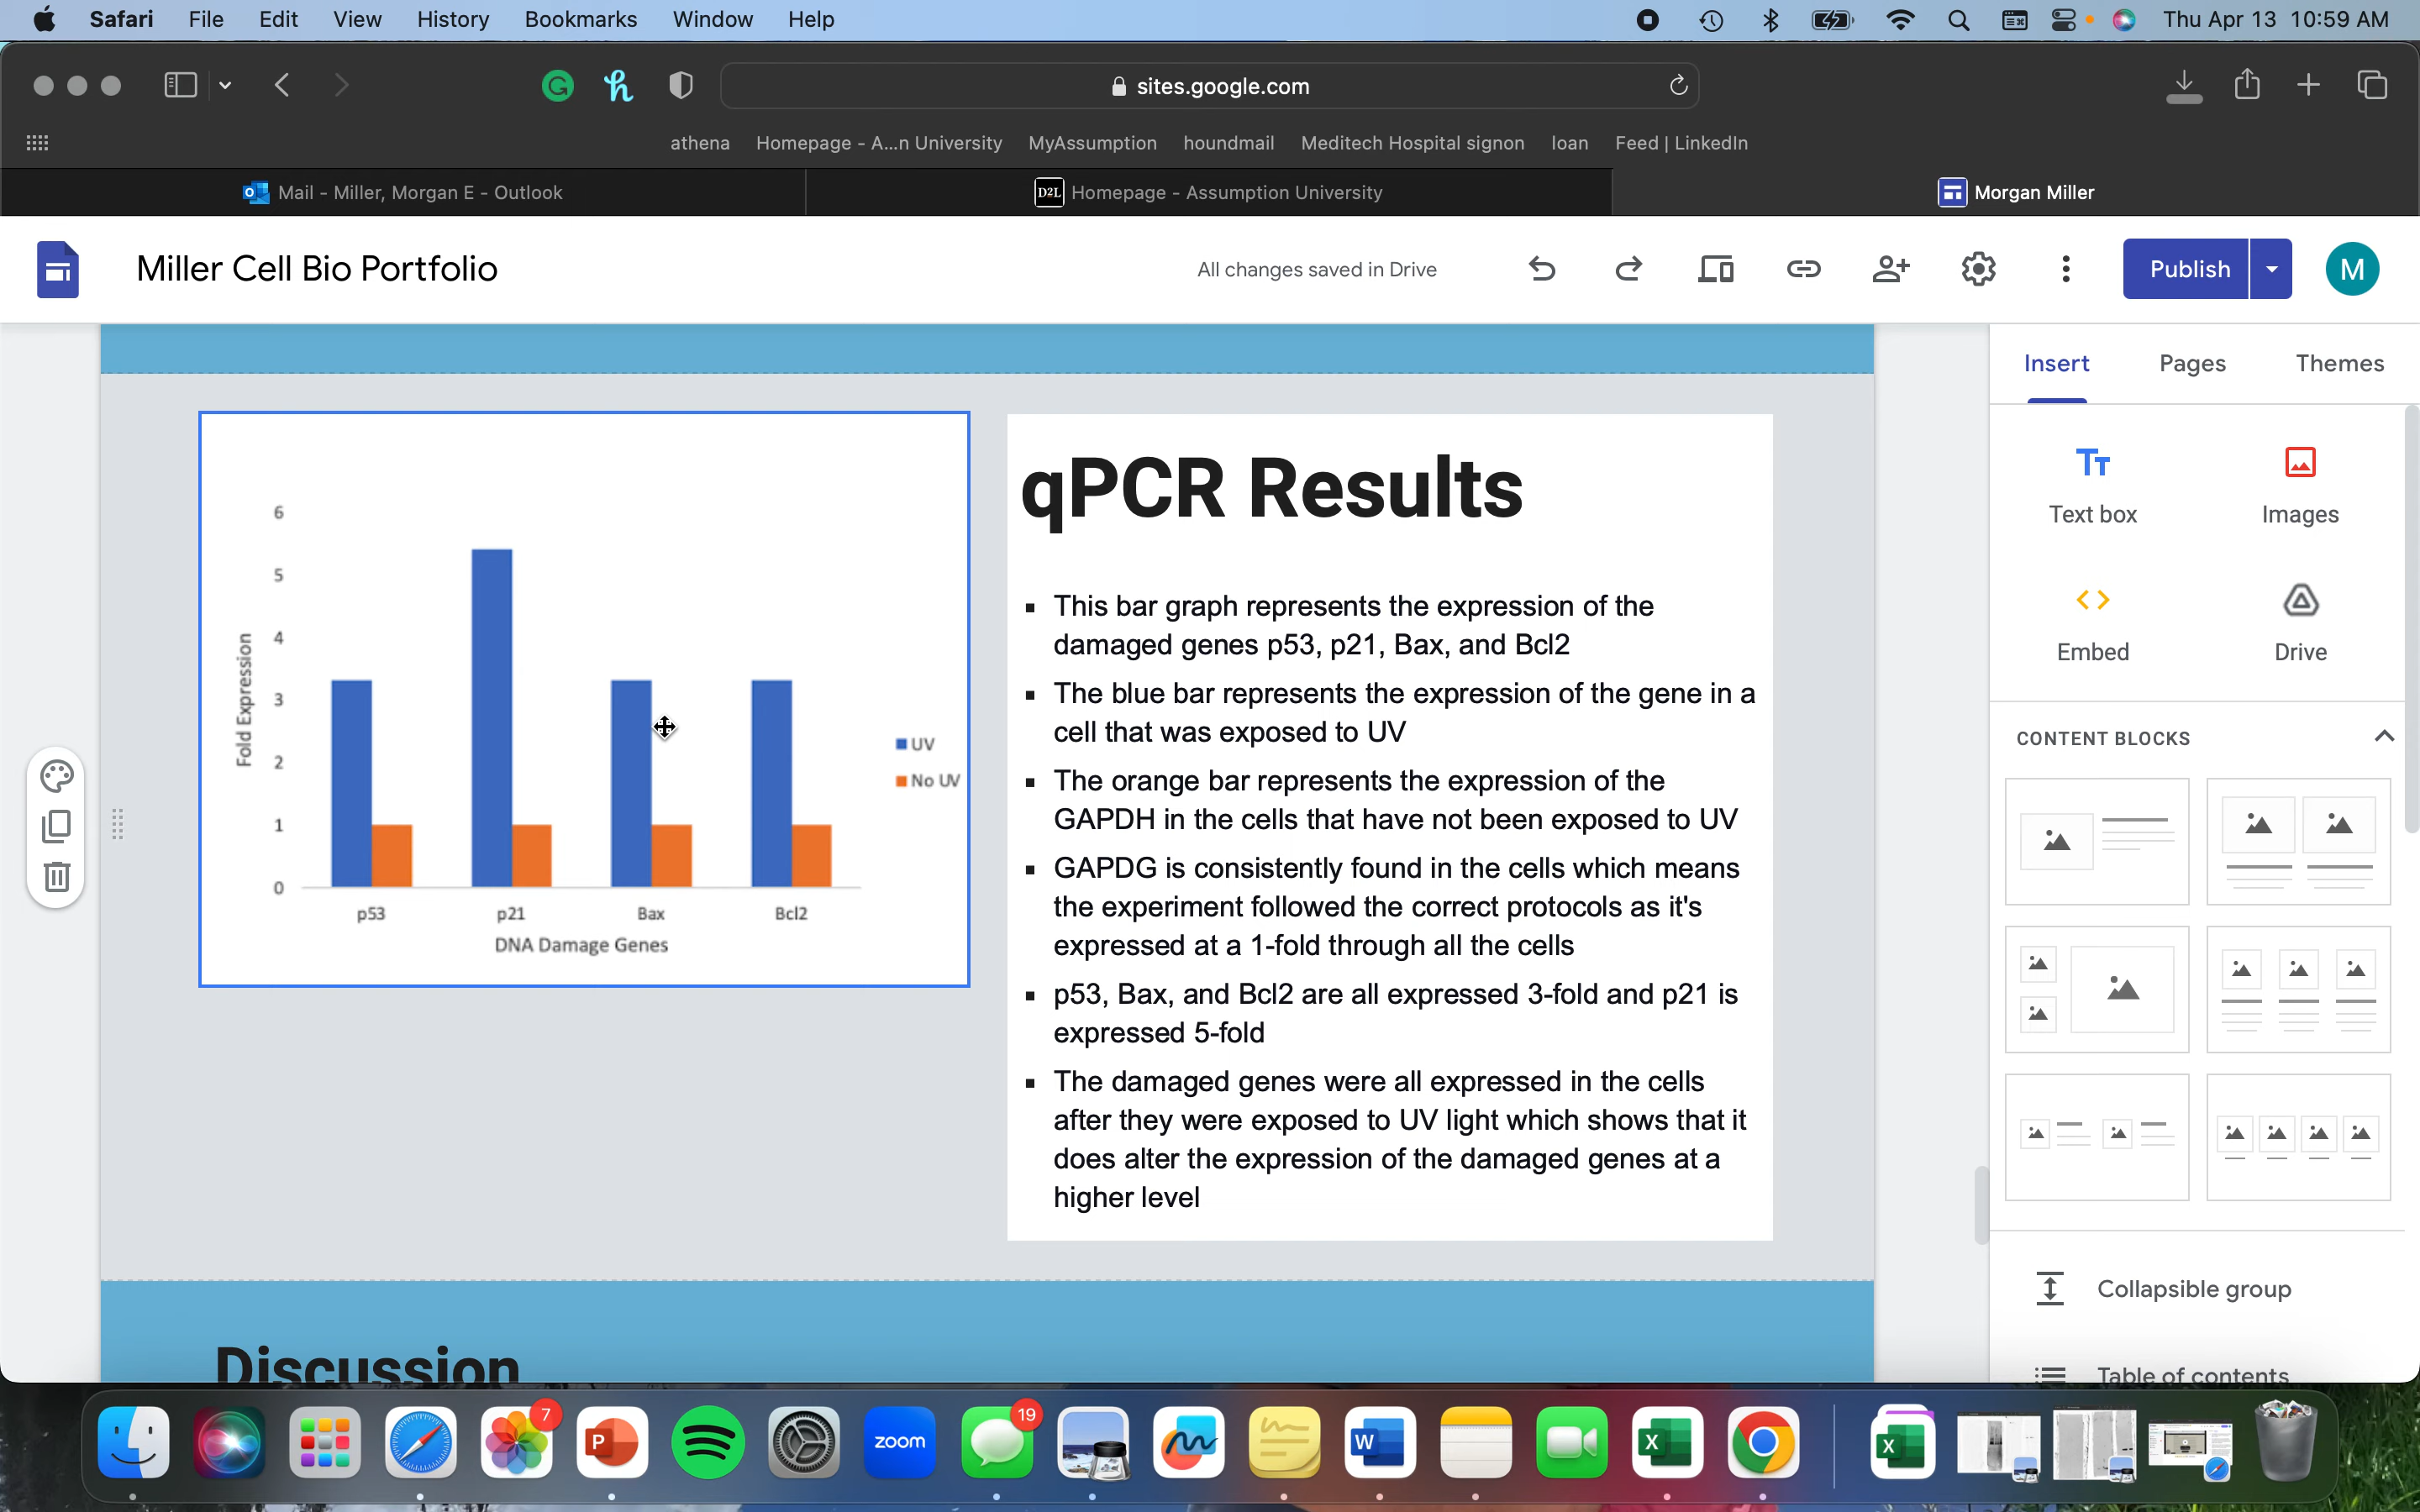 Safari File Edit View History Bookmarks Window Help Thu Apr 13 10:59 AM
sites.google.com
athena Homepage - A...n University MyAssumption houndmail Meditech Hospital signon loan Feed | LinkedIn
Mail - Miller, Morgan E - Outlook D2L Homepage - Assumption University Morgan Miller
Miller Cell Bio Portfolio All changes saved in Drive Publish M
Insert Pages Themes
Text box Images
Embed Drive
CONTENT BLOCKS
Collapsible group
Table of contents
6
5
4
3
2
1
0
Fold Expression
p53 p21 Bax Bcl2
DNA Damage Genes
UV
No UV
qPCR Results
▪ This bar graph represents the expression of the
damaged genes p53, p21, Bax, and Bcl2
▪ The blue bar represents the expression of the gene in a
cell that was exposed to UV
▪ The orange bar represents the expression of the
GAPDH in the cells that have not been exposed to UV
▪ GAPDG is consistently found in the cells which means
the experiment followed the correct protocols as it's
expressed at a 1-fold through all the cells
▪ p53, Bax, and Bcl2 are all expressed 3-fold and p21 is
expressed 5-fold
▪ The damaged genes were all expressed in the cells
after they were exposed to UV light which shows that it
does alter the expression of the damaged genes at a
higher level
Discussion
7 P zoom 19 W X X